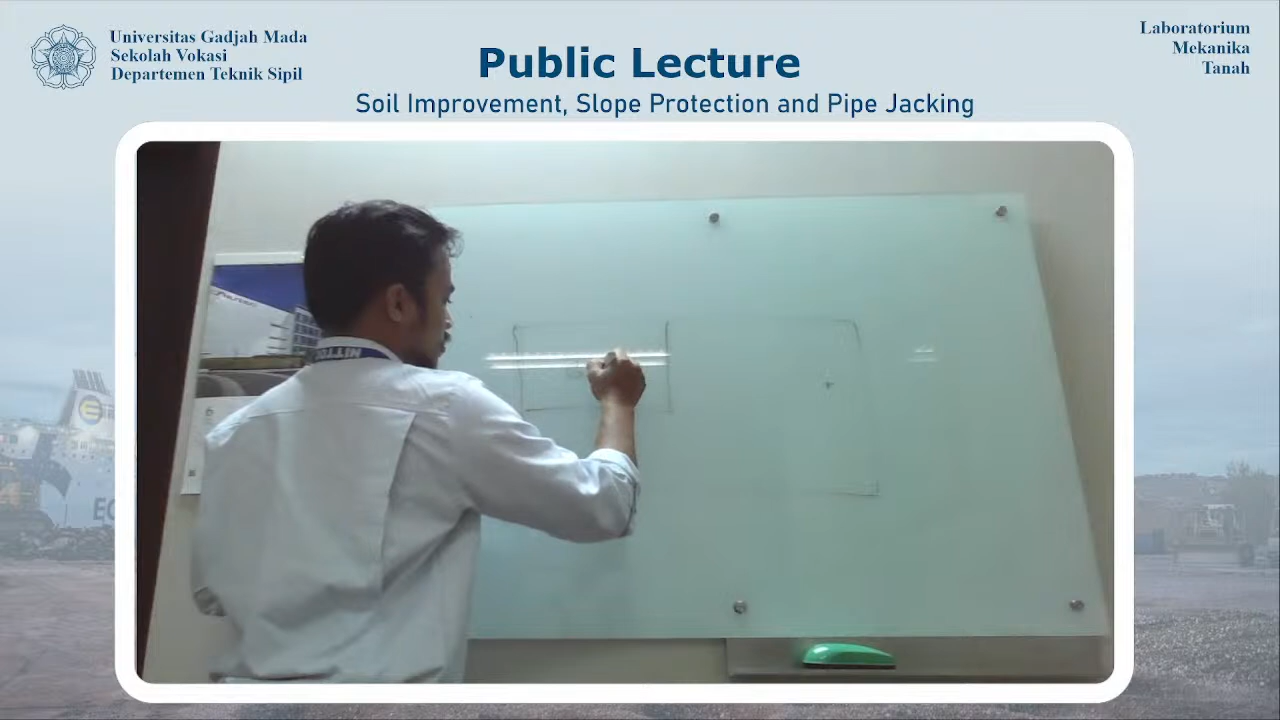 Universitas Gadjah Mada
Sekolah Vokasi
Departemen Teknik Sipil
Public Lecture
Soil Improvement, Slope Protection and Pipe Jacking
Laboratorium
Mekanika
Tanah
6